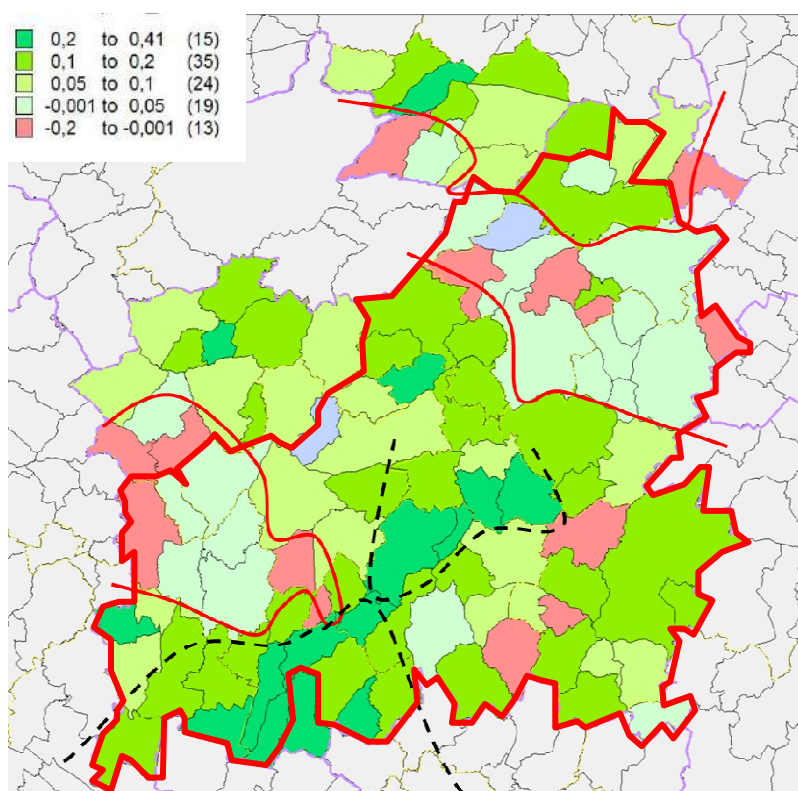 0,2 to 0,41 (15)
0,1 to 0,2 (35)
0,05 to 0,1 (24)
-0,001 to 0,05 (19)
-0,2 to -0,001 (13)